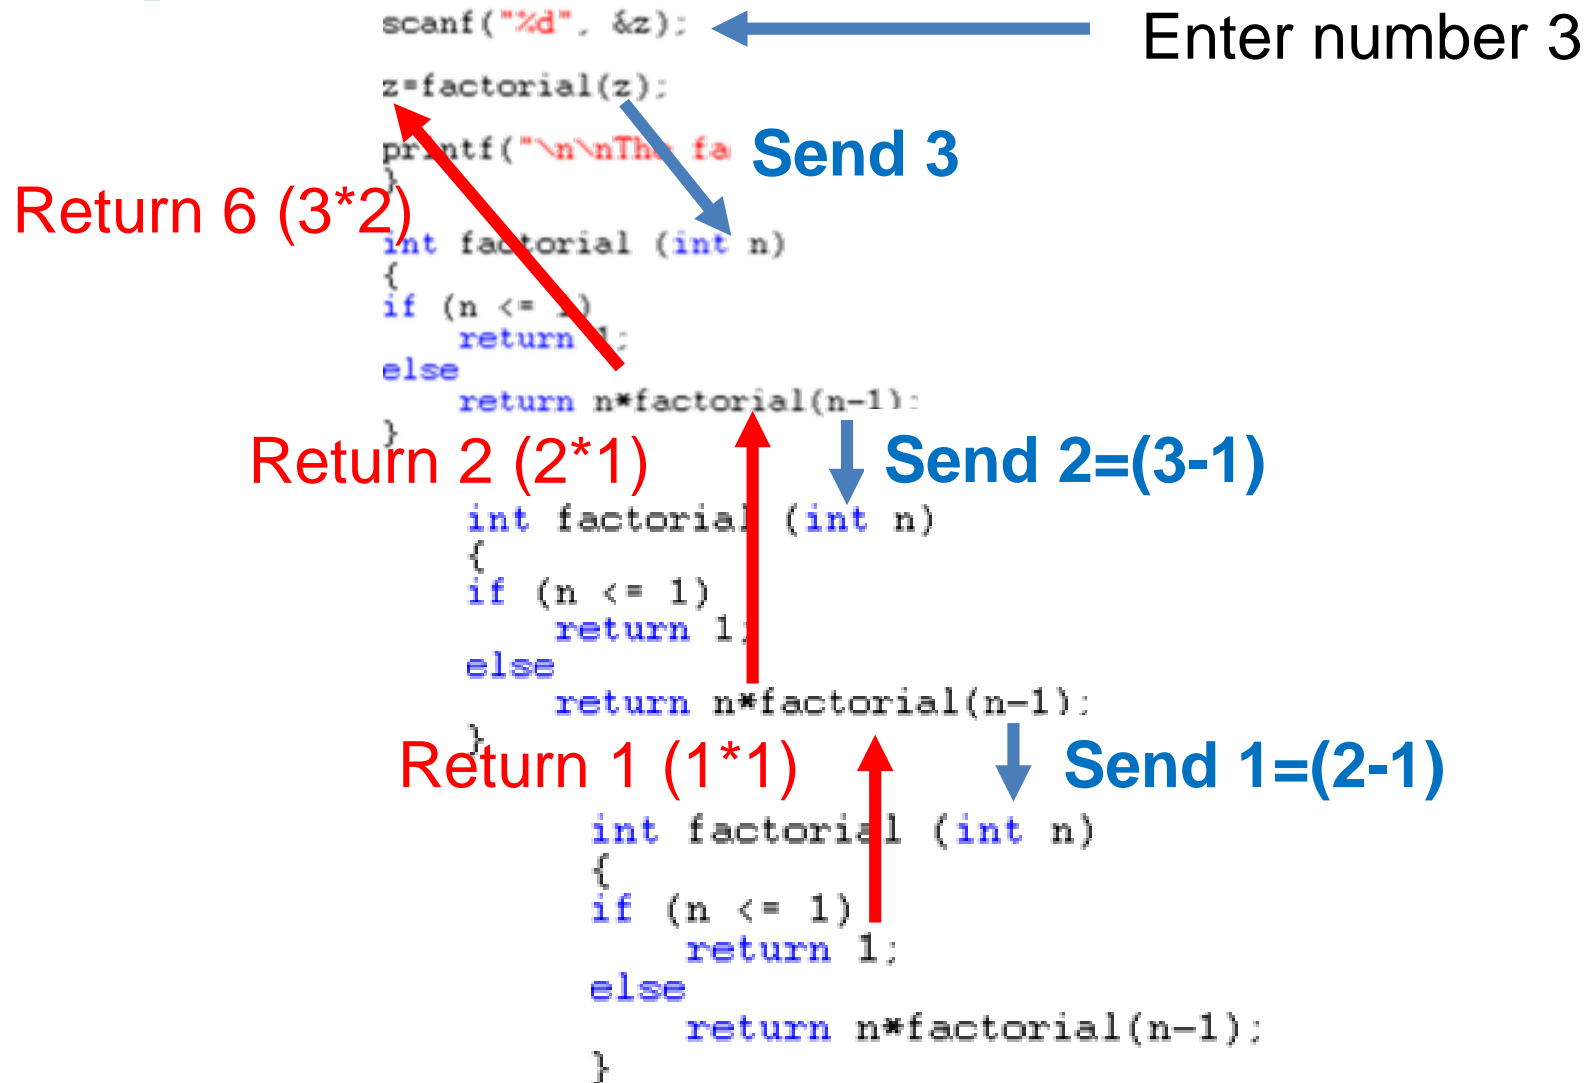 scanf("%d", &z);
Enter number 3
z=factorial(z);
printf("\n\nThe fa
Send 3
}
Return 6 (3*2)
int factorial (int n)
{
if (n <= 1)
return 1;
else
return n*factorial(n-1);
}
Return 2 (2*1)
Send 2=(3-1)
int factorial (int n)
{
if (n <= 1)
return 1;
else
return n*factorial(n-1);
}
Return 1 (1*1)
Send 1=(2-1)
int factorial (int n)
{
if (n <= 1)
return 1;
else
return n*factorial(n-1);
}